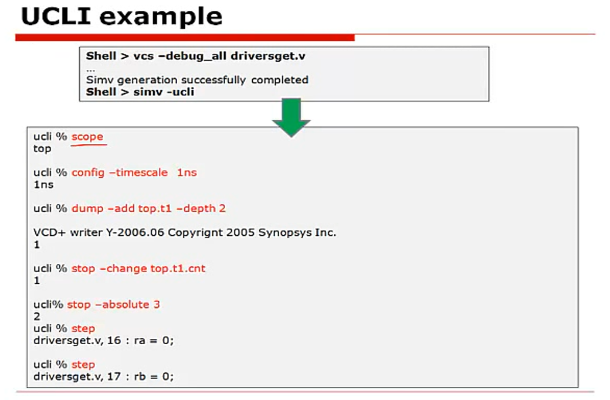 UCLI example
Shell > vcs –debug_all driversget.v
...
Simv generation successfully completed
Shell > simv -ucli
ucli % scope
top
ucli % config –timescale 1ns
1ns
ucli % dump –add top.t1 –depth 2
VCD+ writer Y-2006.06 Copyrignt 2005 Synopsys Inc.
1
ucli % stop –change top.t1.cnt
1
ucli% stop –absolute 3
2
ucli % step
driversget.v, 16 : ra = 0;
ucli % step
driversget.v, 17 : rb = 0;